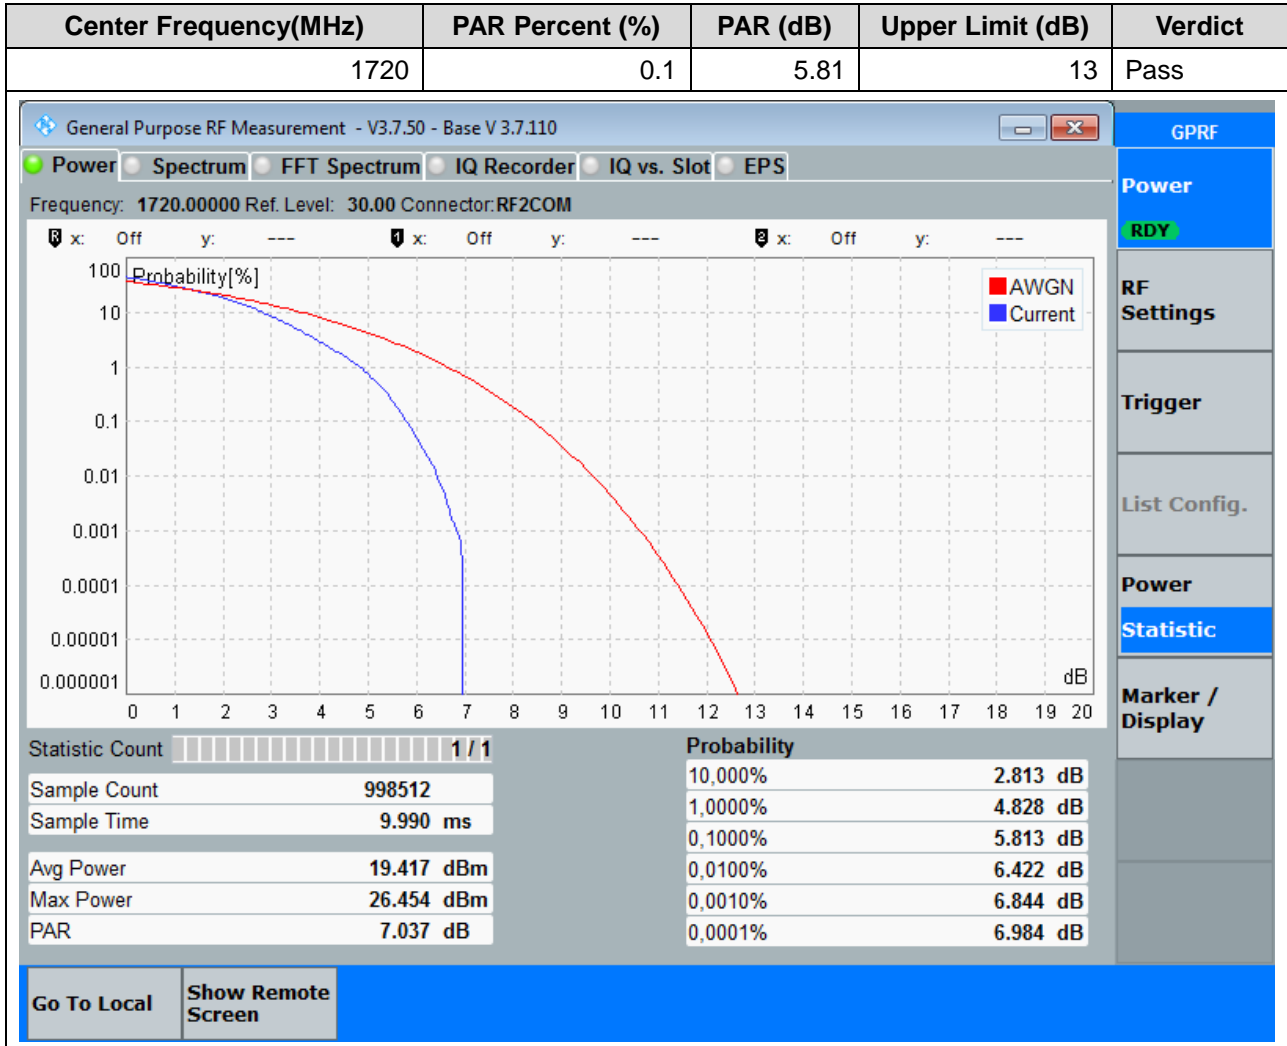 Center Frequency(MHz) PAR Percent (%) PAR (dB) Upper Limit (dB) Verdict
1720 0.1 5.81 13 Pass
General Purpose RF Measurement - V3.7.50 - Base V 3.7.110
GPRF
Power Spectrum FFT Spectrum IQ Recorder IQ vs. Slot EPS
Frequency: 1720.00000 Ref. Level: 30.00 Connector:RF2COM
R x: Off y: --- 1 x: Off y: --- 2 x: Off y: ---
Probability[%]
AWGN
Current
100
10
1
0.1
0.01
0.001
0.0001
0.00001
0.000001
dB
0 1 2 3 4 5 6 7 8 9 10 11 12 13 14 15 16 17 18 19 20
Statistic Count 1 / 1
Sample Count 998512
Sample Time 9.990 ms
Avg Power 19.417 dBm
Max Power 26.454 dBm
PAR 7.037 dB
Probability
10,000% 2.813 dB
1,0000% 4.828 dB
0,1000% 5.813 dB
0,0100% 6.422 dB
0,0010% 6.844 dB
0,0001% 6.984 dB
Power
RDY
RF
Settings
Trigger
List Config.
Power
Statistic
Marker /
Display
Go To Local
Show Remote
Screen